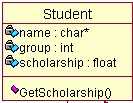 Student
name : char*
group : int
scholarship : float
GetScholarship()